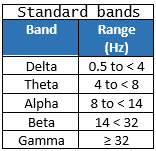 Standard bands
Band Range (Hz)
Delta 0.5 to < 4
Theta 4 to < 8
Alpha 8 to < 14
Beta 14 < 32
Gamma ≥ 32